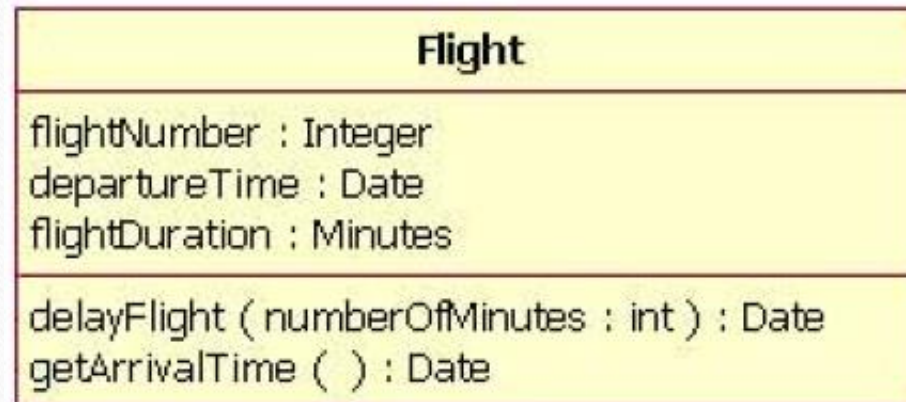 Flight
flightNumber : Integer
departureTime : Date
flightDuration : Minutes
delayFlight ( numberOfMinutes : int ) : Date
getArrivalTime ( ) : Date